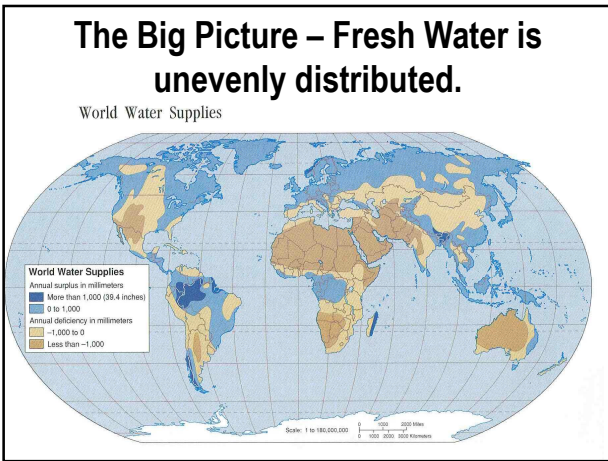 The Big Picture – Fresh Water is
unevenly distributed.
World Water Supplies
World Water Supplies
Annual surplus in millimeters
More than 1,000 (39.4 inches)
0 to 1,000
Annual deficiency in millimeters
–1,000 to 0
Less than –1,000
Scale: 1 to 180,000,000
0 1000 2000 Miles
0 1000 2000 3000 Kilometers